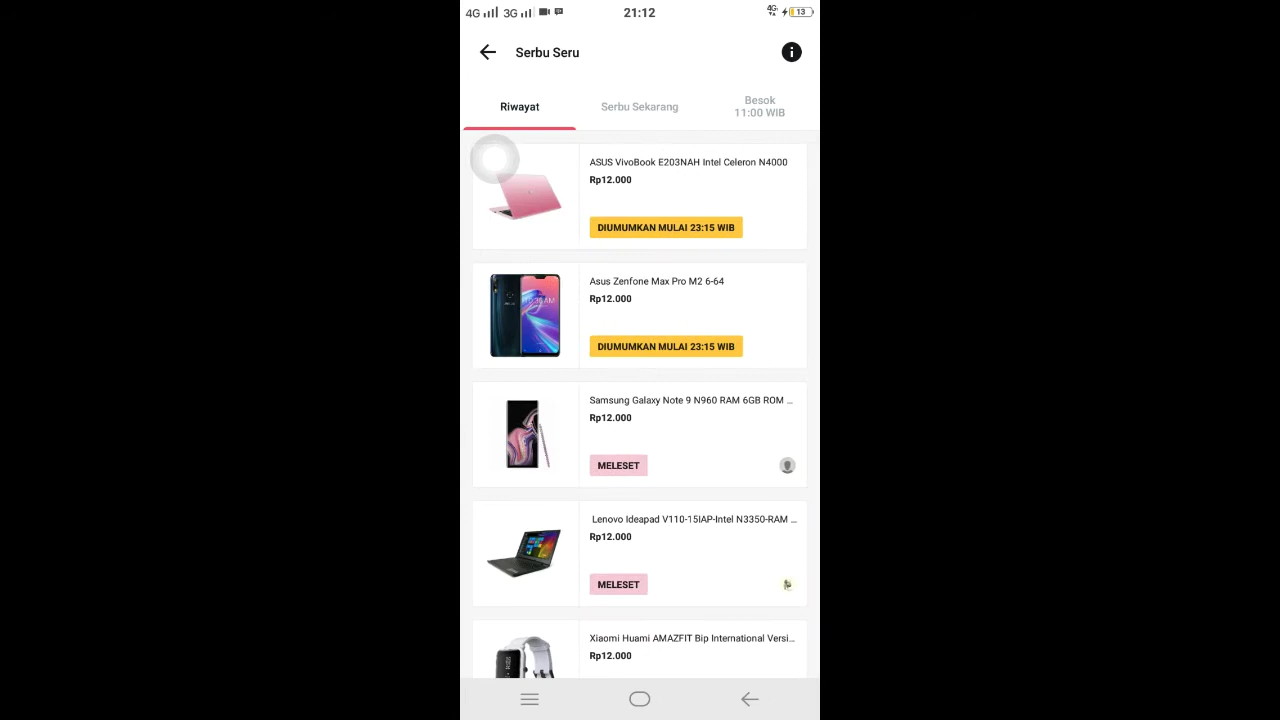 4G 3G 21:12 4G 13
Serbu Seru
Riwayat
Serbu Sekarang
Besok
11:00 WIB
ASUS VivoBook E203NAH Intel Celeron N4000
Rp12.000
DIUMUMKAN MULAI 23:15 WIB
Asus Zenfone Max Pro M2 6-64
Rp12.000
DIUMUMKAN MULAI 23:15 WIB
Samsung Galaxy Note 9 N960 RAM 6GB ROM ...
Rp12.000
MELESET
Lenovo Ideapad V110-15IAP-Intel N3350-RAM ...
Rp12.000
MELESET
Xiaomi Huami AMAZFIT Bip International Versi...
Rp12.000